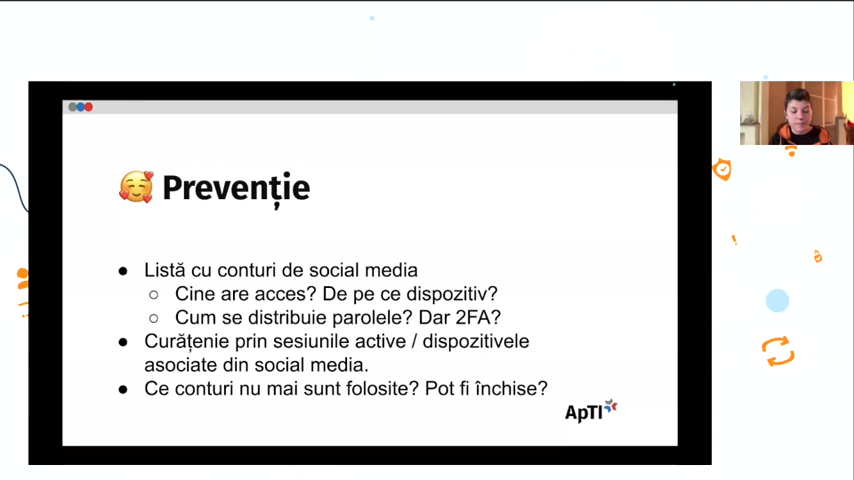 🥰 Prevenție
● Listă cu conturi de social media
○ Cine are acces? De pe ce dispozitiv?
○ Cum se distribuie parolele? Dar 2FA?
● Curățenie prin sesiunile active / dispozitivele
asociate din social media.
● Ce conturi nu mai sunt folosite? Pot fi închise?
ApTI